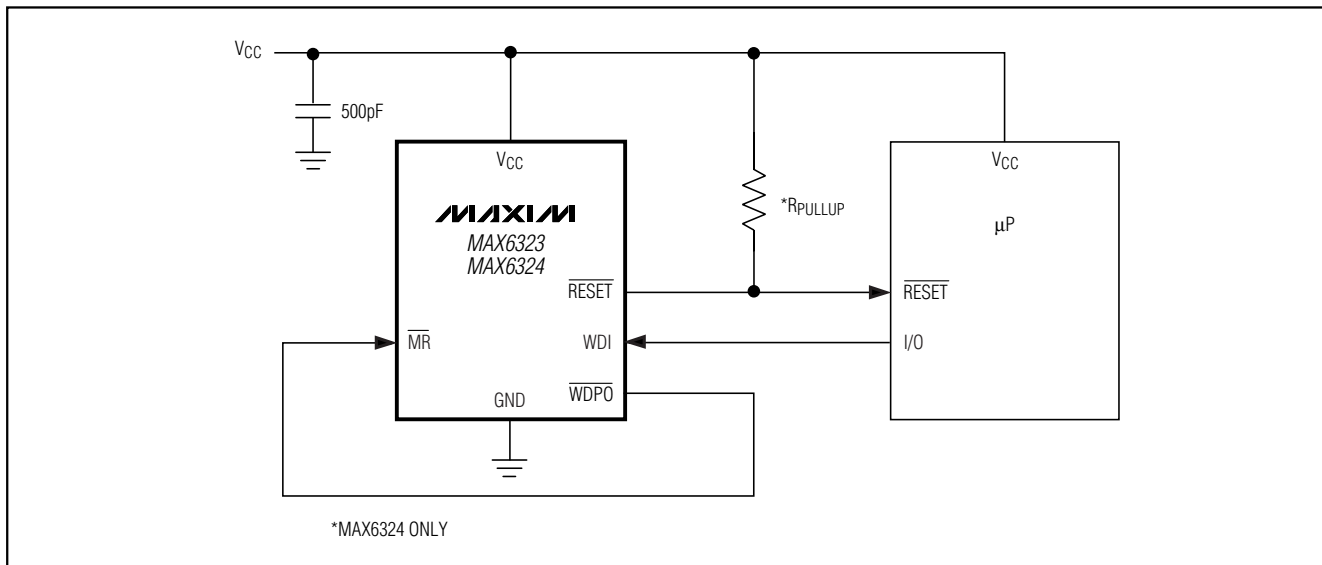 VCC
500pF
VCC
MAXIM
MAX6323
MAX6324
RESET
MR
WDI
WDPO
GND
*RPULLUP
VCC
µP
RESET
I/O
*MAX6324 ONLY